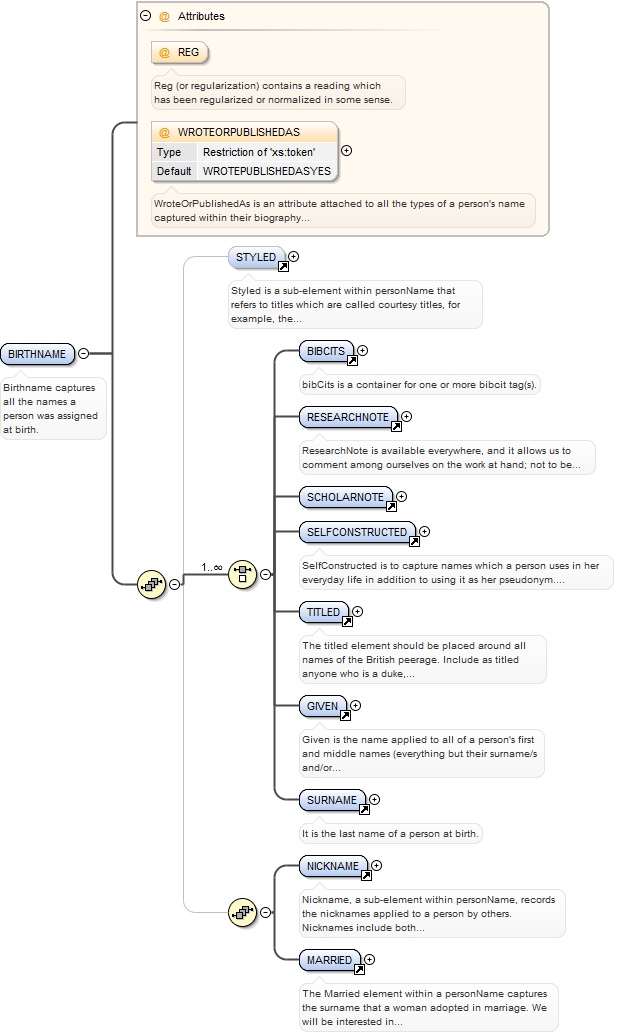 Attributes
@ REG
Reg (or regularization) contains a reading which
has been regularized or normalized in some sense.
@ WROTEORPUBLISHEDAS
Type Restriction of 'xs:token'
Default WROTEPUBLISHEDASYES
WroteOrPublishedAs is an attribute attached to all the types of a person's name
captured within their biography...
STYLED
Styled is a sub-element within personName that
refers to titles which are called courtesy titles, for
example, the...
BIRTHNAME
Birthname captures
all the names a
person was assigned
at birth.
1..∞
BIBCITS
bibCits is a container for one or more bibcit tag(s).
RESEARCHNOTE
ResearchNote is available everywhere, and it allows us to
comment among ourselves on the work at hand; not to be...
SCHOLARNOTE
SELFCONSTRUCTED
SelfConstructed is to capture names which a person uses in her
everyday life in addition to using it as her pseudonym....
TITLED
The titled element should be placed around all
names of the British peerage. Include as titled
anyone who is a duke,...
GIVEN
Given is the name applied to all of a person's first
and middle names (everything but their surname/s
and/or...
SURNAME
It is the last name of a person at birth.
NICKNAME
Nickname, a sub-element within personName, records
the nicknames applied to a person by others.
Nicknames include both...
MARRIED
The Married element within a personName captures
the surname that a woman adopted in marriage. We
will be interested in...